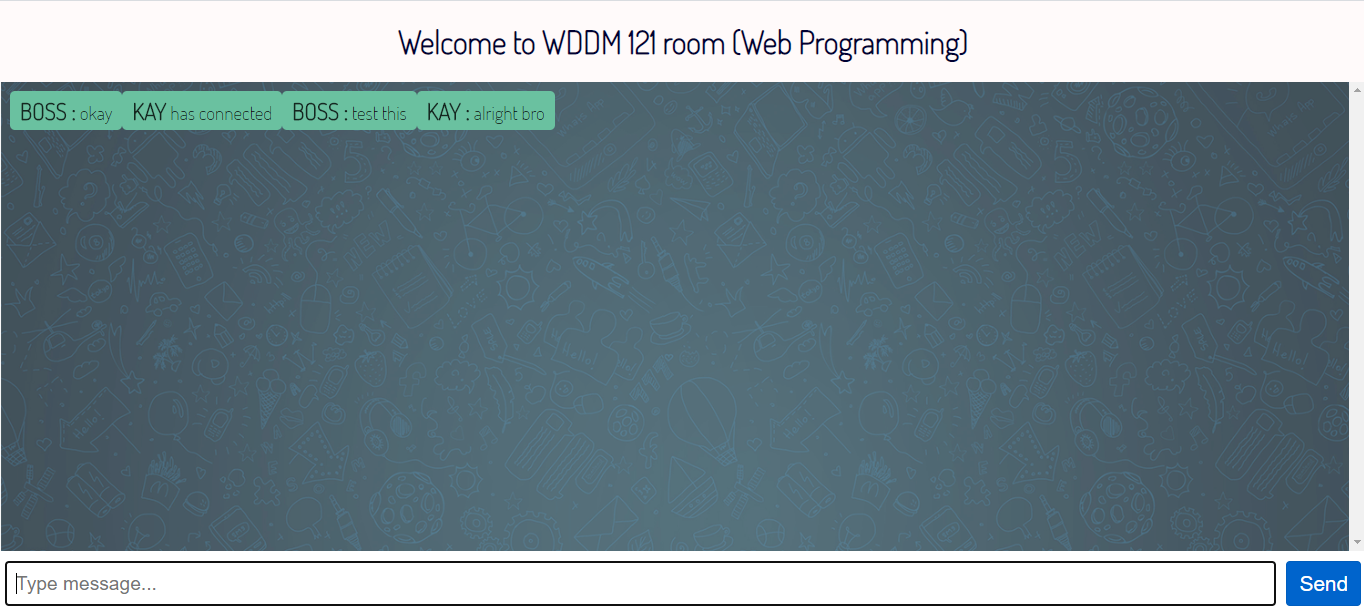 Welcome to WDDM 121 room (Web Programming)
BOSS : okay KAY has connected BOSS : test this KAY : alright bro
Type message... Send